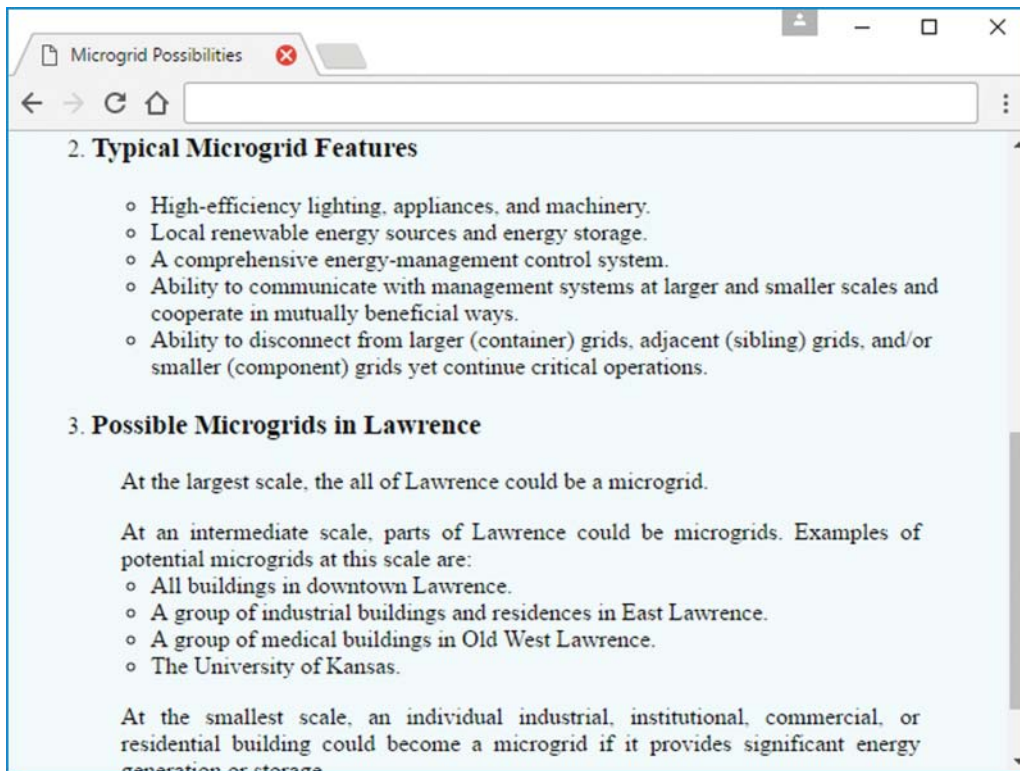 Microgrid Possibilities
2. Typical Microgrid Features
High-efficiency lighting, appliances, and machinery.
Local renewable energy sources and energy storage.
A comprehensive energy-management control system.
Ability to communicate with management systems at larger and smaller scales and
cooperate in mutually beneficial ways.
Ability to disconnect from larger (container) grids, adjacent (sibling) grids, and/or
smaller (component) grids yet continue critical operations.
3. Possible Microgrids in Lawrence
At the largest scale, the all of Lawrence could be a microgrid.
At an intermediate scale, parts of Lawrence could be microgrids. Examples of
potential microgrids at this scale are:
All buildings in downtown Lawrence.
A group of industrial buildings and residences in East Lawrence.
A group of medical buildings in Old West Lawrence.
The University of Kansas.
At the smallest scale, an individual industrial, institutional, commercial, or
residential building could become a microgrid if it provides significant energy
generation or storage